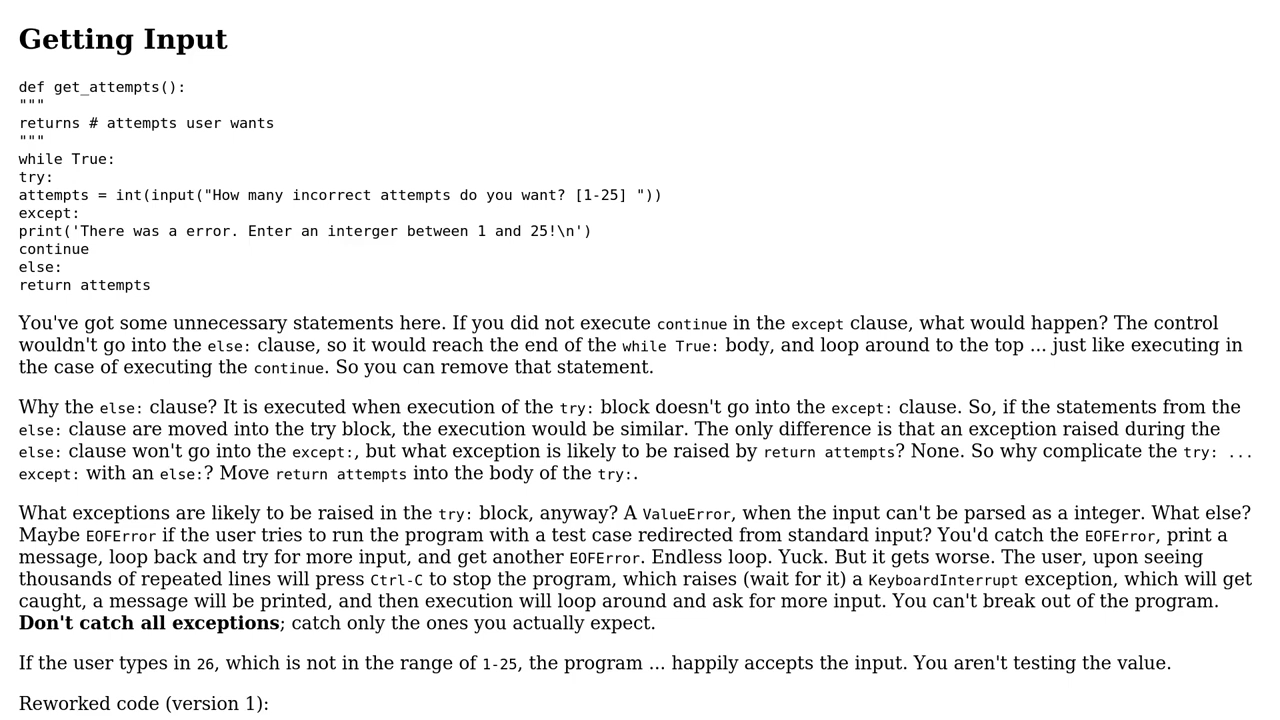 Getting Input
def get_attempts():
"""
returns # attempts user wants
"""
while True:
try:
attempts = int(input("How many incorrect attempts do you want? [1-25] "))
except:
print('There was a error. Enter an interger between 1 and 25!\n')
continue
else:
return attempts
You've got some unnecessary statements here. If you did not execute continue in the except clause, what would happen? The control
wouldn't go into the else: clause, so it would reach the end of the while True: body, and loop around to the top ... just like executing in
the case of executing the continue. So you can remove that statement.
Why the else: clause? It is executed when execution of the try: block doesn't go into the except: clause. So, if the statements from the
else: clause are moved into the try block, the execution would be similar. The only difference is that an exception raised during the
else: clause won't go into the except:, but what exception is likely to be raised by return attempts? None. So why complicate the try: ...
except: with an else:? Move return attempts into the body of the try:.
What exceptions are likely to be raised in the try: block, anyway? A ValueError, when the input can't be parsed as a integer. What else?
Maybe EOFError if the user tries to run the program with a test case redirected from standard input? You'd catch the EOFError, print a
message, loop back and try for more input, and get another EOFError. Endless loop. Yuck. But it gets worse. The user, upon seeing
thousands of repeated lines will press Ctrl-C to stop the program, which raises (wait for it) a KeyboardInterrupt exception, which will get
caught, a message will be printed, and then execution will loop around and ask for more input. You can't break out of the program.
Don't catch all exceptions; catch only the ones you actually expect.
If the user types in 26, which is not in the range of 1-25, the program ... happily accepts the input. You aren't testing the value.
Reworked code (version 1):